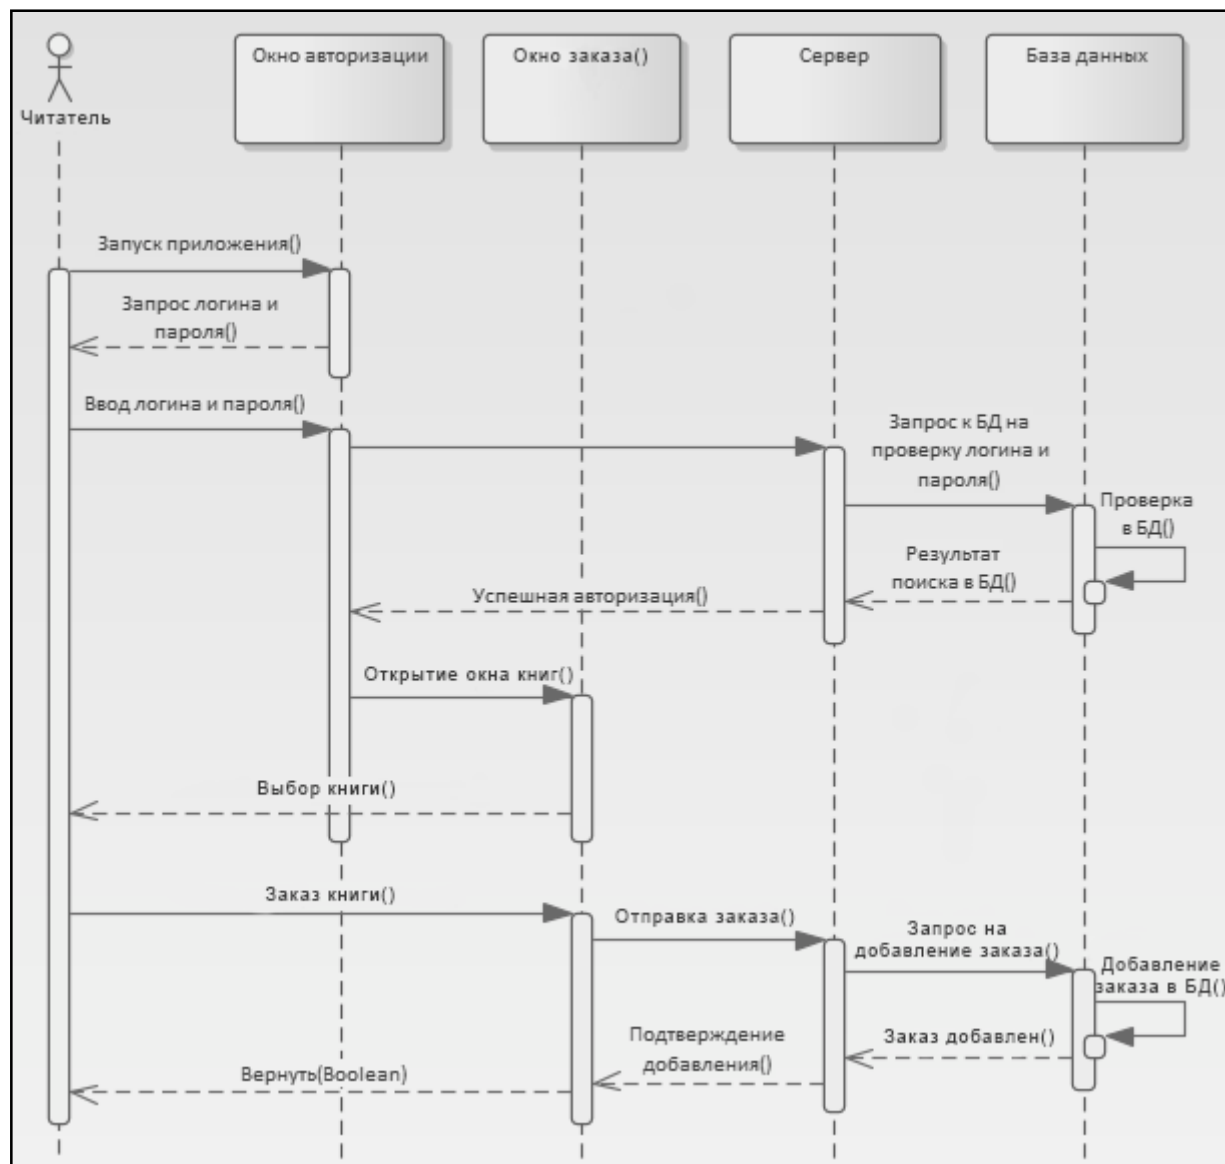 Читатель
Окно авторизации
Окно заказа()
Сервер
База данных
Запуск приложения()
Запрос логина и
пароля()
Ввод логина и пароля()
Запрос к БД на
проверку логина и
пароля()
Проверка
в БД()
Результат
поиска в БД()
Успешная авторизация()
Открытие окна книг()
Выбор книги()
Заказ книги()
Отправка заказа()
Запрос на
добавление заказа()
Добавление
заказа в БД()
Заказ добавлен()
Подтверждение
добавления()
Вернуть(Boolean)